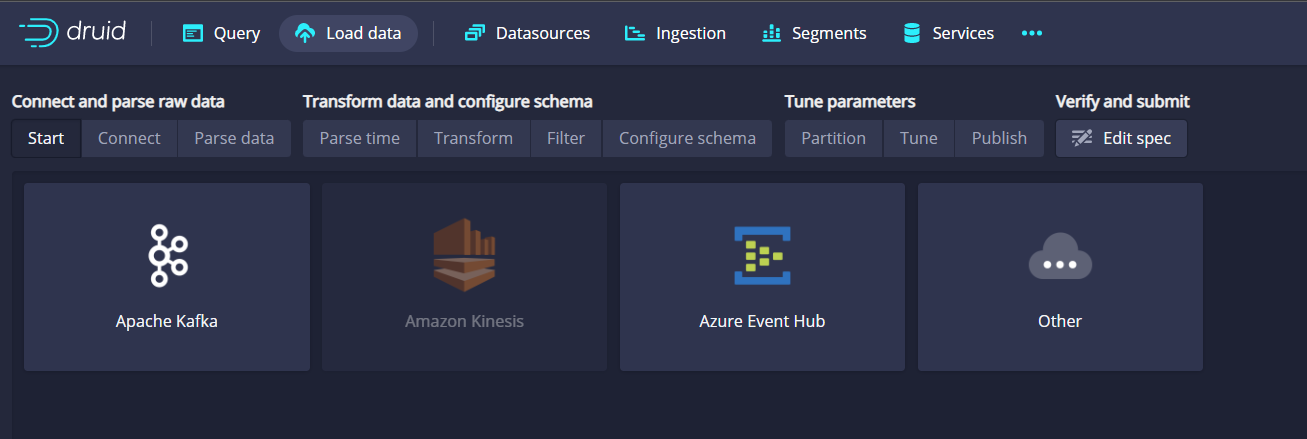 druid Query Load data Datasources Ingestion Segments Services
Connect and parse raw data Transform data and configure schema Tune parameters Verify and submit
Start Connect Parse data Parse time Transform Filter Configure schema Partition Tune Publish Edit spec
Apache Kafka Amazon Kinesis Azure Event Hub Other